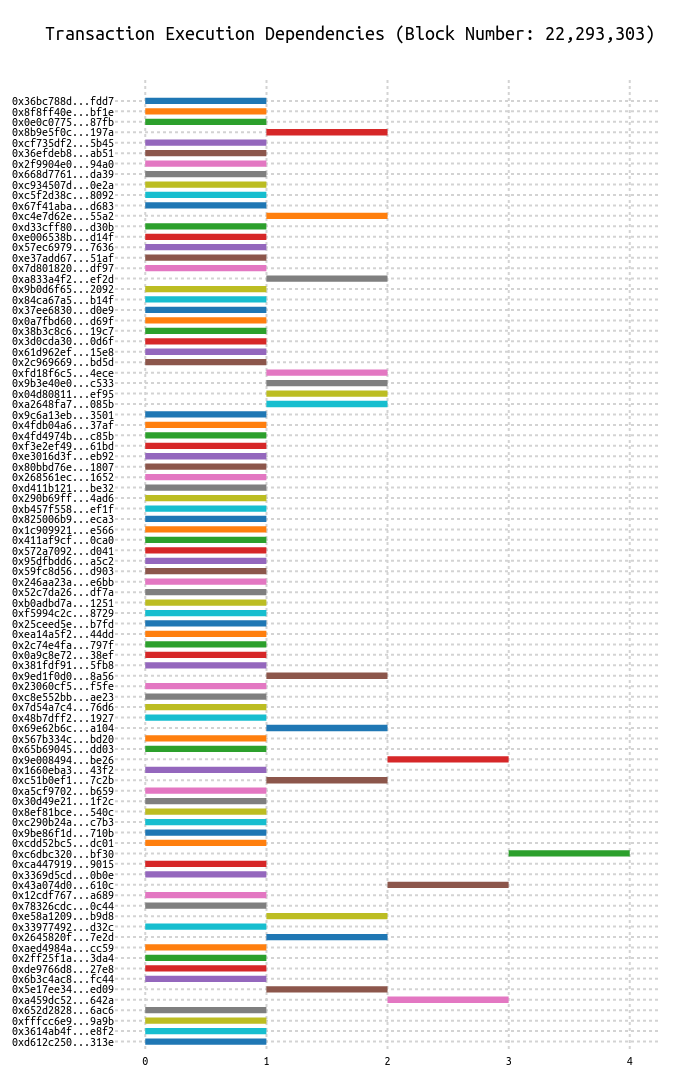 Transaction Execution Dependencies (Block Number: 22,293,303)
0x36bc788d...fdd7
0x8f8ff40e...bf1e
0x0e0c0775...87fb
0x8b9e5f0c...197a
0xcf735df2...5b45
0x36efdeb8...ab51
0x2f9904e0...94a0
0x668d7761...da39
0xc934507d...0e2a
0xc5f2d38c...8092
0x67f41aba...d683
0xc4e7d62e...55a2
0xd33cff80...d30b
0xe006538b...d14f
0x57ec6979...7636
0xe37add67...51af
0x7d801820...df97
0xa833a4f2...ef2d
0x9b0d6f65...2092
0x84ca67a5...b14f
0x37ee6830...d0e9
0x0a7fbd60...d69f
0x38b3c8c6...19c7
0x3d0cda30...0d6f
0x61d962ef...15e8
0x2c969669...bd5d
0xfd18f6c5...4ece
0x9b3e40e0...c533
0x04d80811...ef95
0xa2648fa7...085b
0x9c6a13eb...3501
0x4fdb04a6...37af
0x4fd4974b...c85b
0xf3e2ef49...61bd
0xe3016d3f...eb92
0x80bbd76e...1807
0x268561ec...1652
0xd411b121...be32
0x290b69ff...4ad6
0xb457f558...ef1f
0x825006b9...eca3
0x1c909921...e566
0x411af9cf...0ca0
0x572a7092...d041
0x95dfbdd6...a5c2
0x59fc8d56...d903
0x246aa23a...e6bb
0x52c7da26...df7a
0xb0adbd7a...1251
0xf5994c2c...8729
0x25ceed5e...b7fd
0xea14a5f2...44dd
0x2c74e4fa...797f
0x0a9c8e72...38ef
0x381fdf91...5fb8
0x9ed1f0d0...8a56
0x23060cf5...f5fe
0xc8e552bb...ae23
0x7d54a7c4...76d6
0x48b7dff2...1927
0x69e62b6c...a104
0x567b334c...bd20
0x65b69045...dd03
0x9e008494...be26
0x1660eba3...43f2
0xc51b0ef1...7c2b
0xa5cf9702...b659
0x30d49e21...1f2c
0x8ef81bce...540c
0xc290b24a...c7b3
0x9be86f1d...710b
0xcdd52bc5...dc01
0xc6dbc320...bf30
0xca447919...9015
0x3369d5cd...0b0e
0x43a074d0...610c
0x12cdf767...a689
0x78326cdc...0c44
0xe58a1209...b9d8
0x33977492...d32c
0x2645820f...7e2d
0xaed4984a...cc59
0x2ff25f1a...3da4
0xde9766d8...27e8
0x6b3c4ac8...fc44
0x5e17ee34...ed09
0xa459dc52...642a
0x652d2828...6ac6
0xfffcc6e9...9a9b
0x3614ab4f...e8f2
0xd612c250...313e
0 1 2 3 4